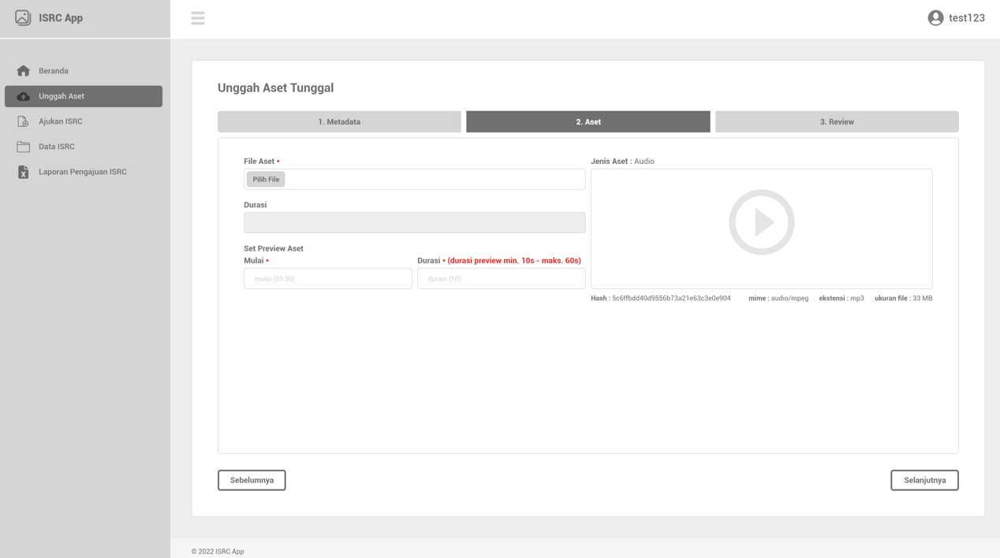 ISRC App
test123
Beranda
Unggah Aset
Ajukan ISRC
Data ISRC
Laporan Pengajuan ISRC
Unggah Aset Tunggal
1. Metadata
2. Aset
3. Review
File Aset •
Pilih File
Durasi
Set Preview Aset
Mulai •
mulai (01:30)
Durasi • (durasi preview min. 10s - maks. 60s)
durasi (10)
Jenis Aset : Audio
Hash : 5c6ffbdd40d9556b73a21e63c3e0e904 mime : audio/mpeg ekstensi : mp3 ukuran file : 33 MB
Sebelumnya
Selanjutnya
© 2022 ISRC App